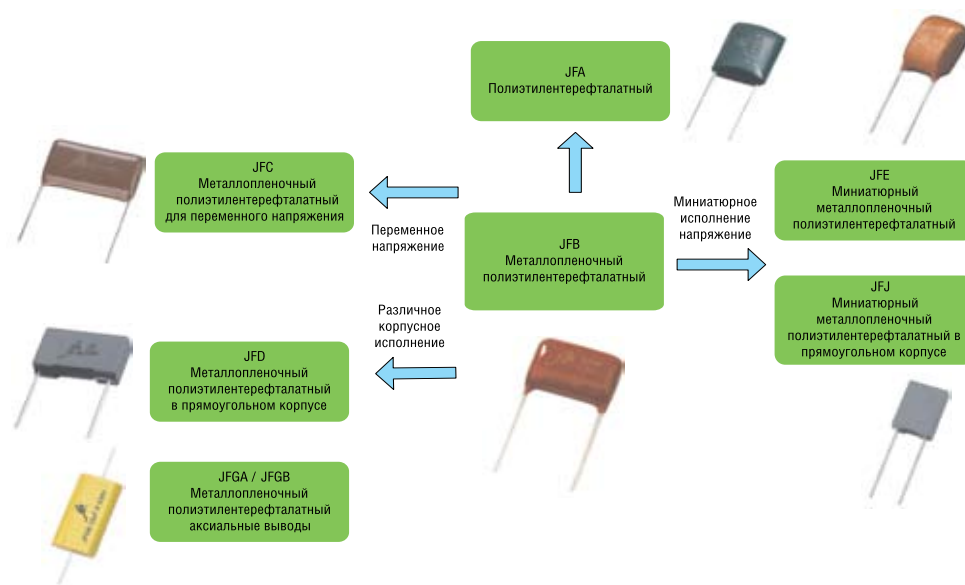 JFA
Полиэтилентерефталатный
JFC
Металлопленочный
полиэтилентерефталатный
для переменного напряжения
Переменное
напряжение
JFB
Металлопленочный
полиэтилентерефталатный
Миниатюрное
исполнение
напряжение
JFE
Миниатюрный
металлопленочный
полиэтилентерефталатный
JFJ
Миниатюрный
металлопленочный
полиэтилентерефталатный в
прямоугольном корпусе
Различное
корпусное
исполнение
JFD
Металлопленочный
полиэтилентерефталатный
в прямоугольном корпусе
JFGA / JFGB
Металлопленочный
полиэтилентерефталатный
аксиальные выводы